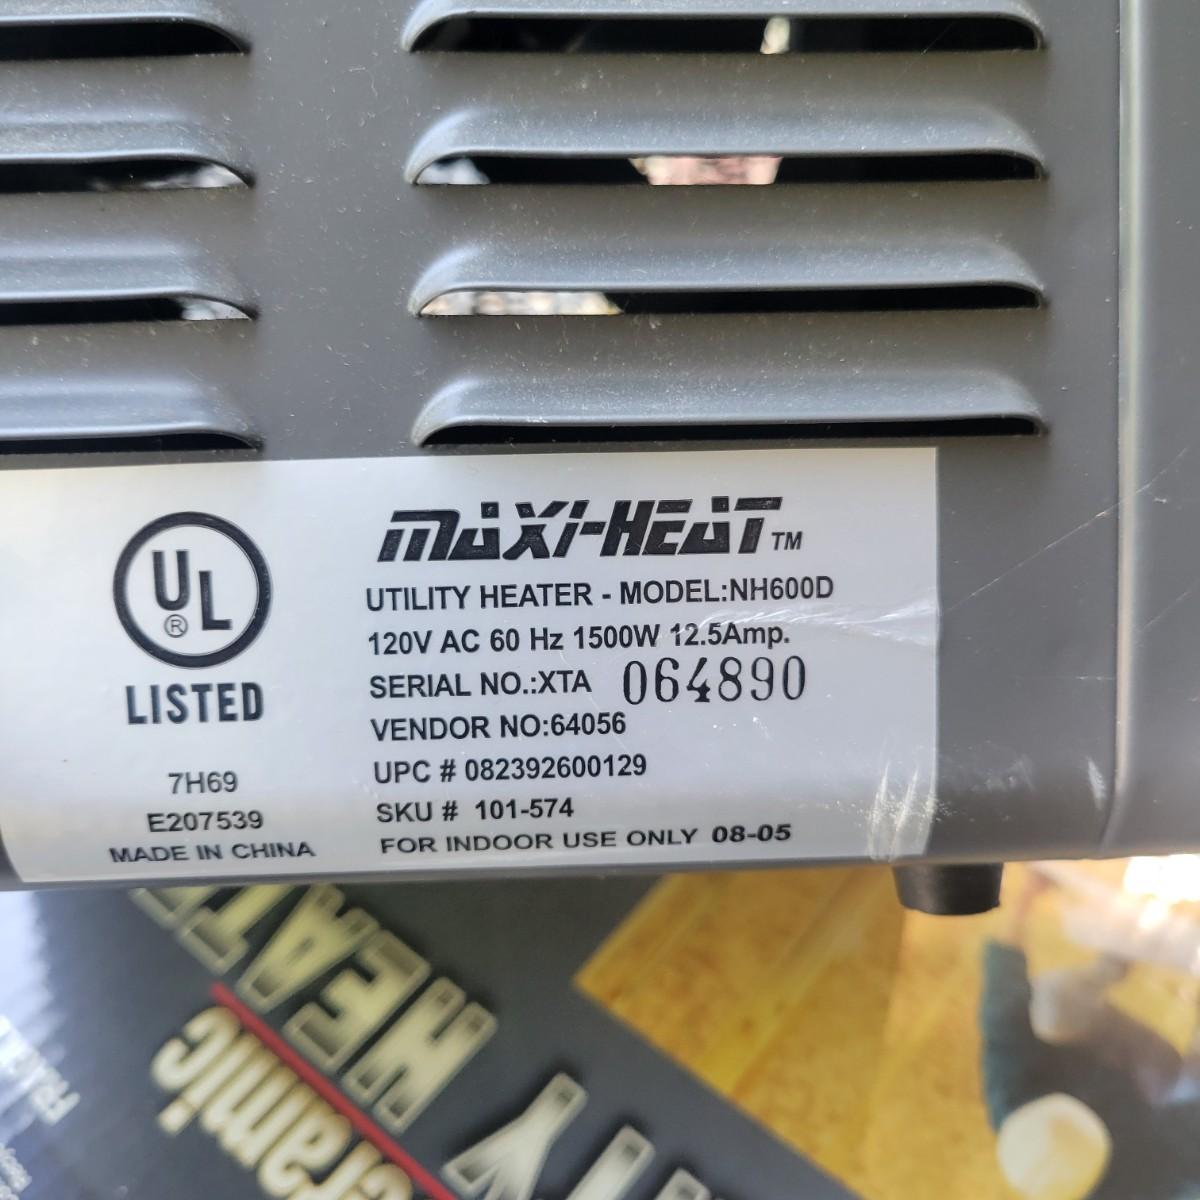 UL
®
LISTED
7H69
E207539
MADE IN CHINA
MAXI-HEAT™
UTILITY HEATER - MODEL:NH600D
120V AC 60 Hz 1500W 12.5Amp.
SERIAL NO.:XTA 064890
VENDOR NO:64056
UPC # 082392600129
SKU # 101-574
FOR INDOOR USE ONLY 08-05